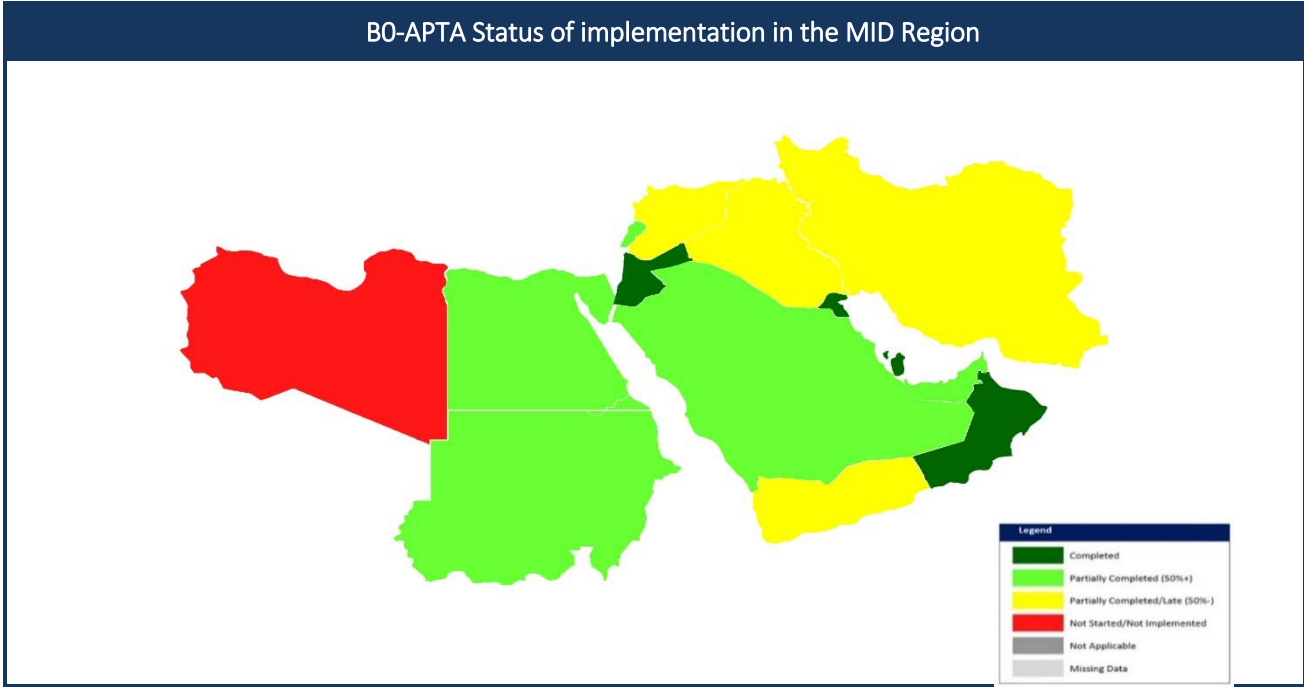 B0-APTA Status of implementation in the MID Region
Legend
Completed
Partially Completed (50%+)
Partially Completed/Late (50%-)
Not Started/Not Implemented
Not Applicable
Missing Data